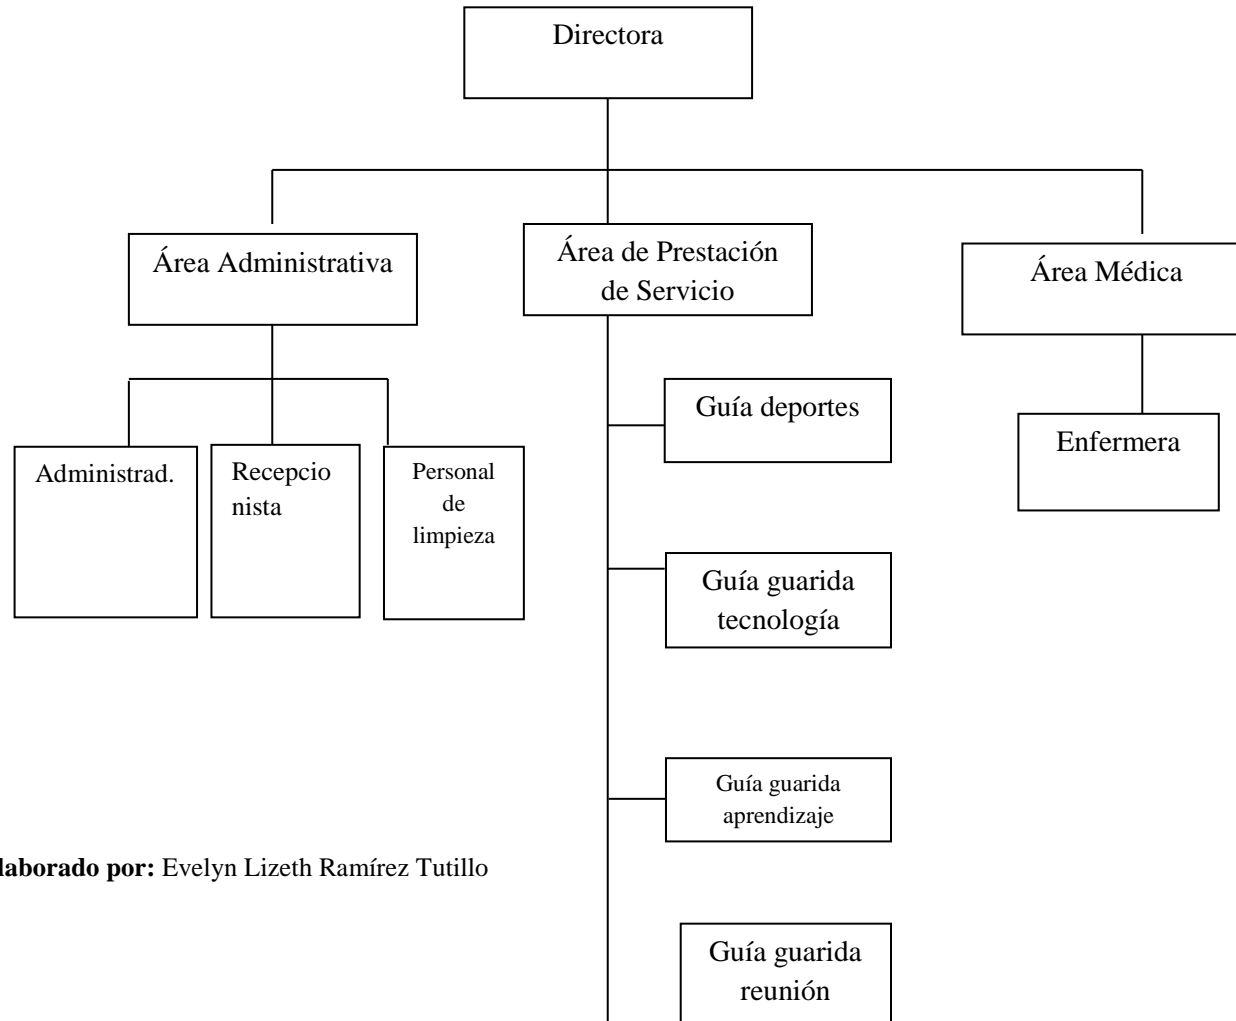 Directora
Área Administrativa
Área de Prestación
de Servicio
Área Médica
Guía deportes
Enfermera
Administrad.
Recepcio
nista
Personal
de
limpieza
Guía guarida
tecnología
Guía guarida
aprendizaje
laborado por: Evelyn Lizeth Ramírez Tutillo
Guía guarida
reunión